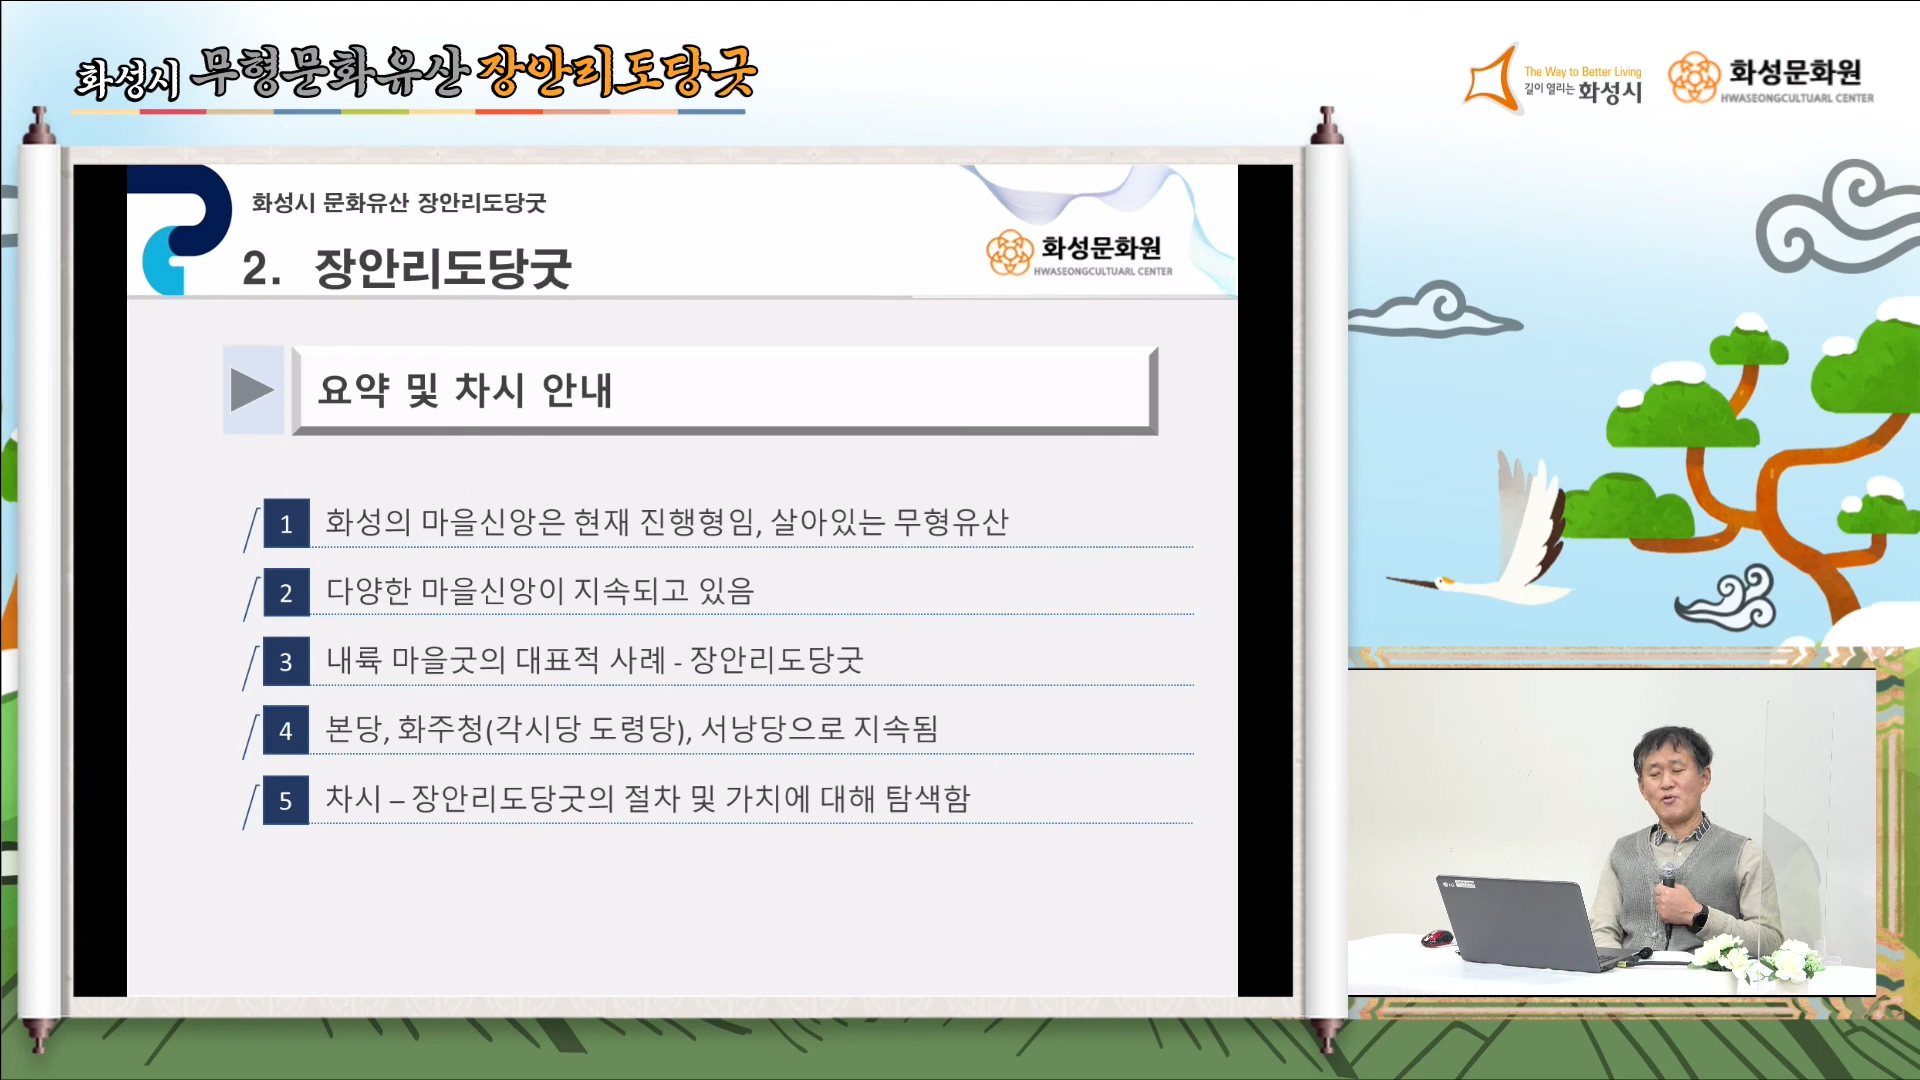 화성시 무형문화유산 장안리도당굿
The Way to Better Living
길이 열리는 화성시
화성문화원
HWASEONGCULTUARL CENTER
화성시 문화유산 장안리도당굿
2. 장안리도당굿
화성문화원
HWASEONGCULTUARL CENTER
요약 및 차시 안내
1 화성의 마을신앙은 현재 진행형임, 살아있는 무형유산
2 다양한 마을신앙이 지속되고 있음
3 내륙 마을굿의 대표적 사례 - 장안리도당굿
4 본당, 화주청(각시당 도령당), 서낭당으로 지속됨
5 차시 – 장안리도당굿의 절차 및 가치에 대해 탐색함